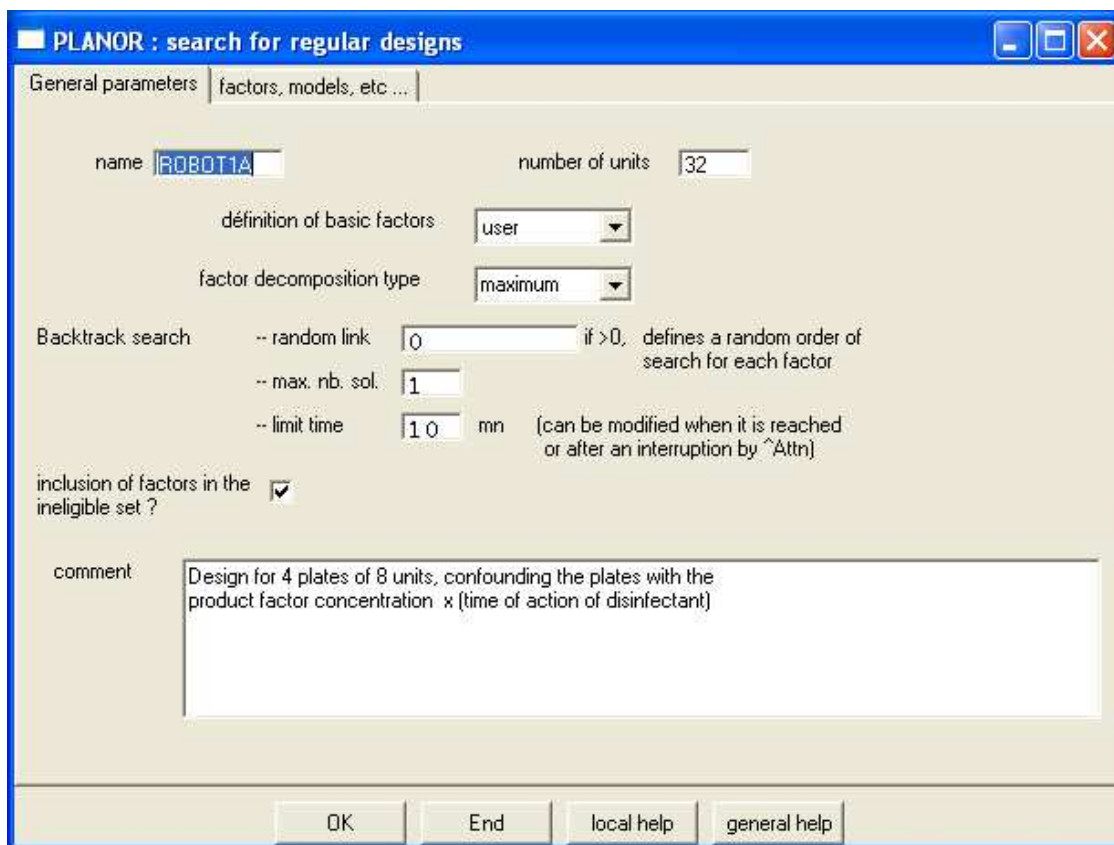 PLANOR : search for regular designs
General parameters factors, models, etc ...
name ROBOT1A number of units 32
définition of basic factors user
factor decomposition type maximum
Backtrack search -- random link 0 if >0, defines a random order of
search for each factor
-- max. nb. sol. 1
-- limit time 10 mn (can be modified when it is reached
or after an interruption by ^Attn)
inclusion of factors in the
ineligible set ?
comment Design for 4 plates of 8 units, confounding the plates with the
product factor concentration x (time of action of disinfectant)
OK End local help general help